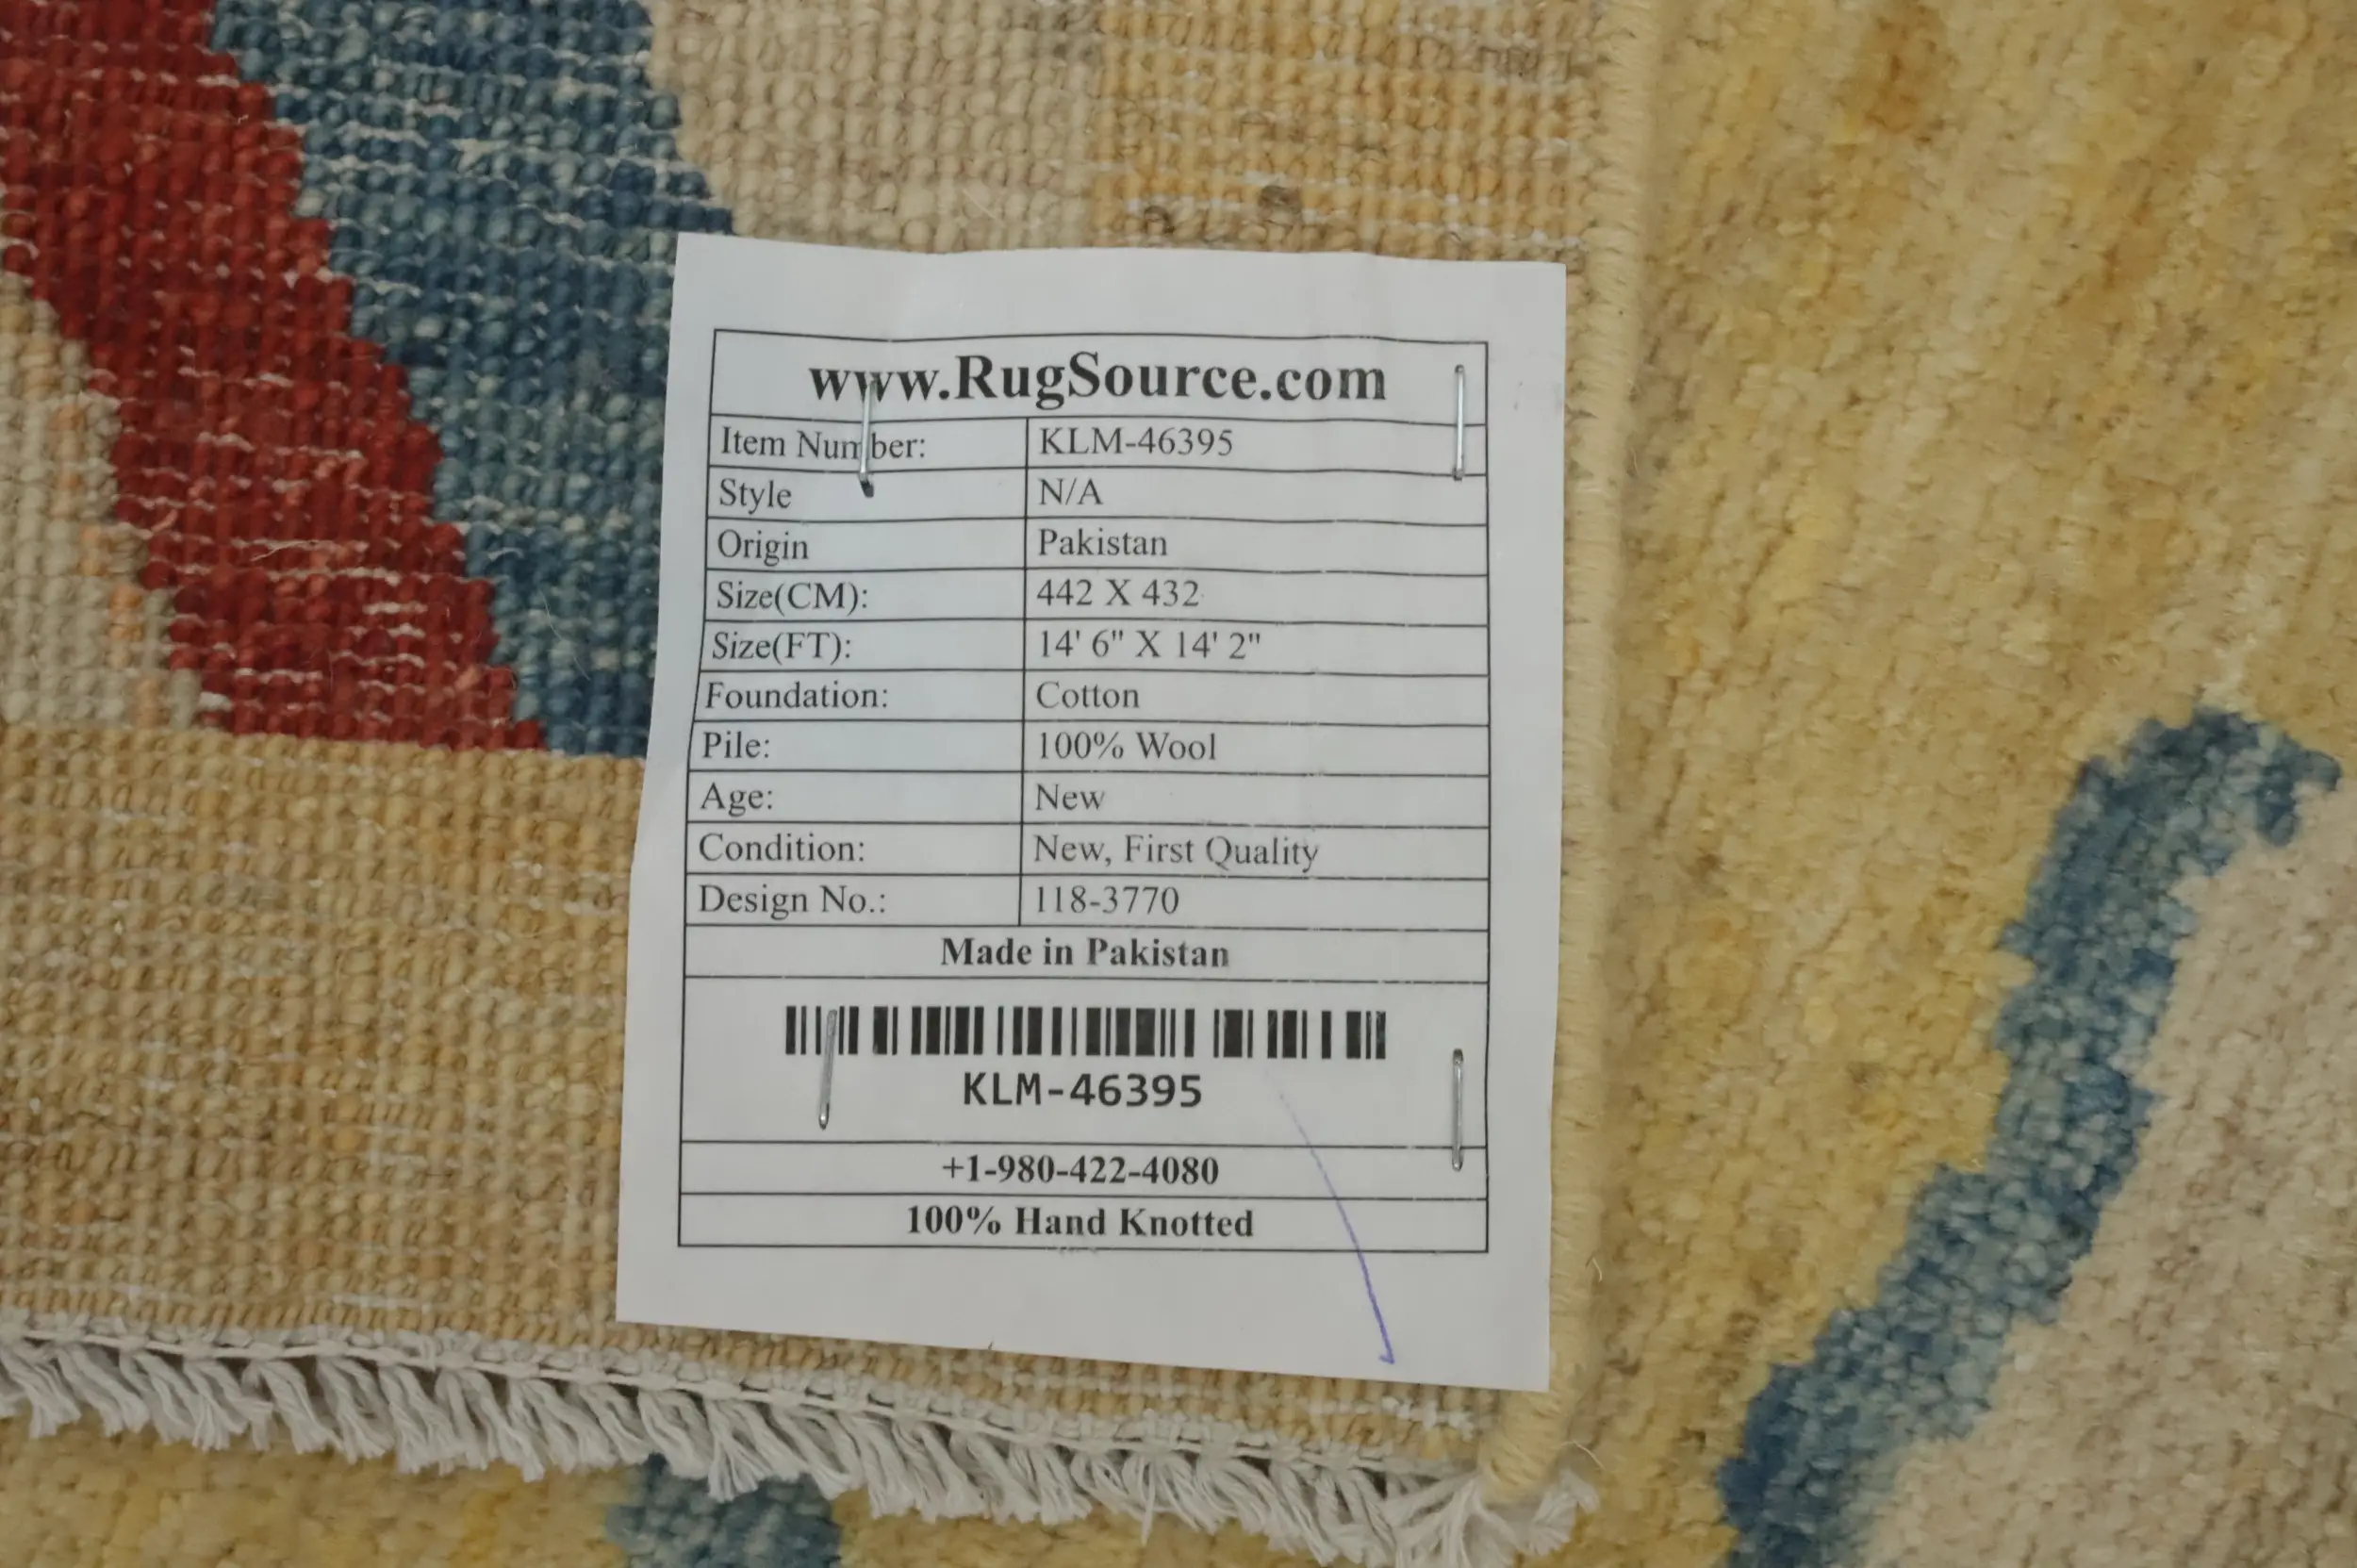 www.RugSource.com
Item Number: KLM-46395
Style N/A
Origin Pakistan
Size(CM): 442 X 432
Size(FT): 14' 6" X 14' 2"
Foundation: Cotton
Pile: 100% Wool
Age: New
Condition: New, First Quality
Design No.: 118-3770
Made in Pakistan
KLM-46395
+1-980-422-4080
100% Hand Knotted